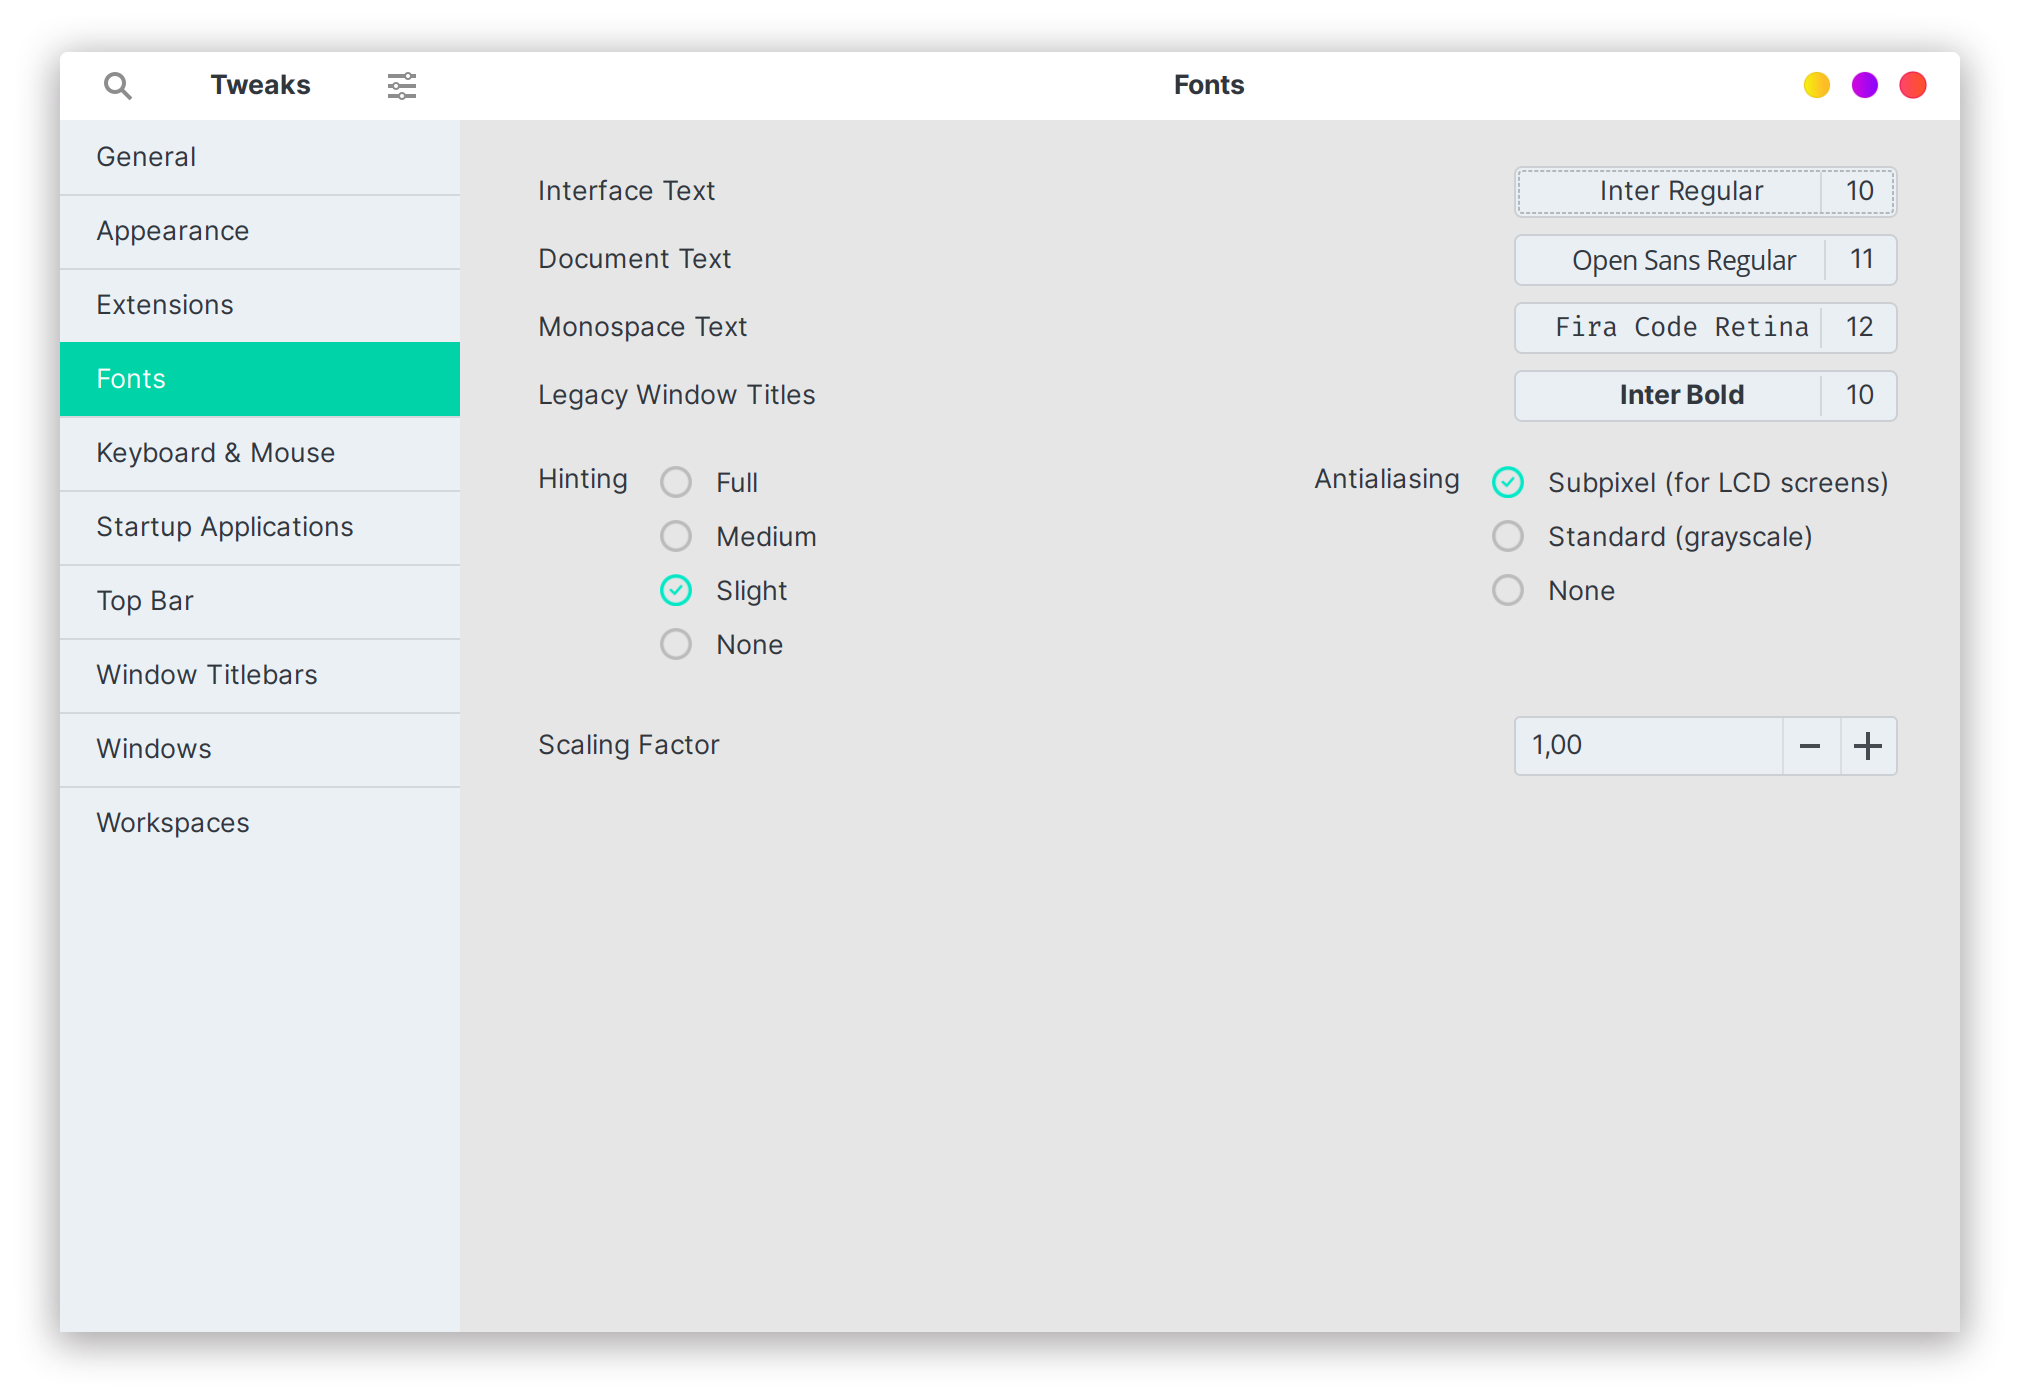 Tweaks
Fonts
General
Appearance
Extensions
Fonts
Keyboard & Mouse
Startup Applications
Top Bar
Window Titlebars
Windows
Workspaces
Interface Text Inter Regular 10
Document Text Open Sans Regular 11
Monospace Text Fira Code Retina 12
Legacy Window Titles Inter Bold 10
Hinting
Full
Medium
Slight
None
Antialiasing
Subpixel (for LCD screens)
Standard (grayscale)
None
Scaling Factor 1,00